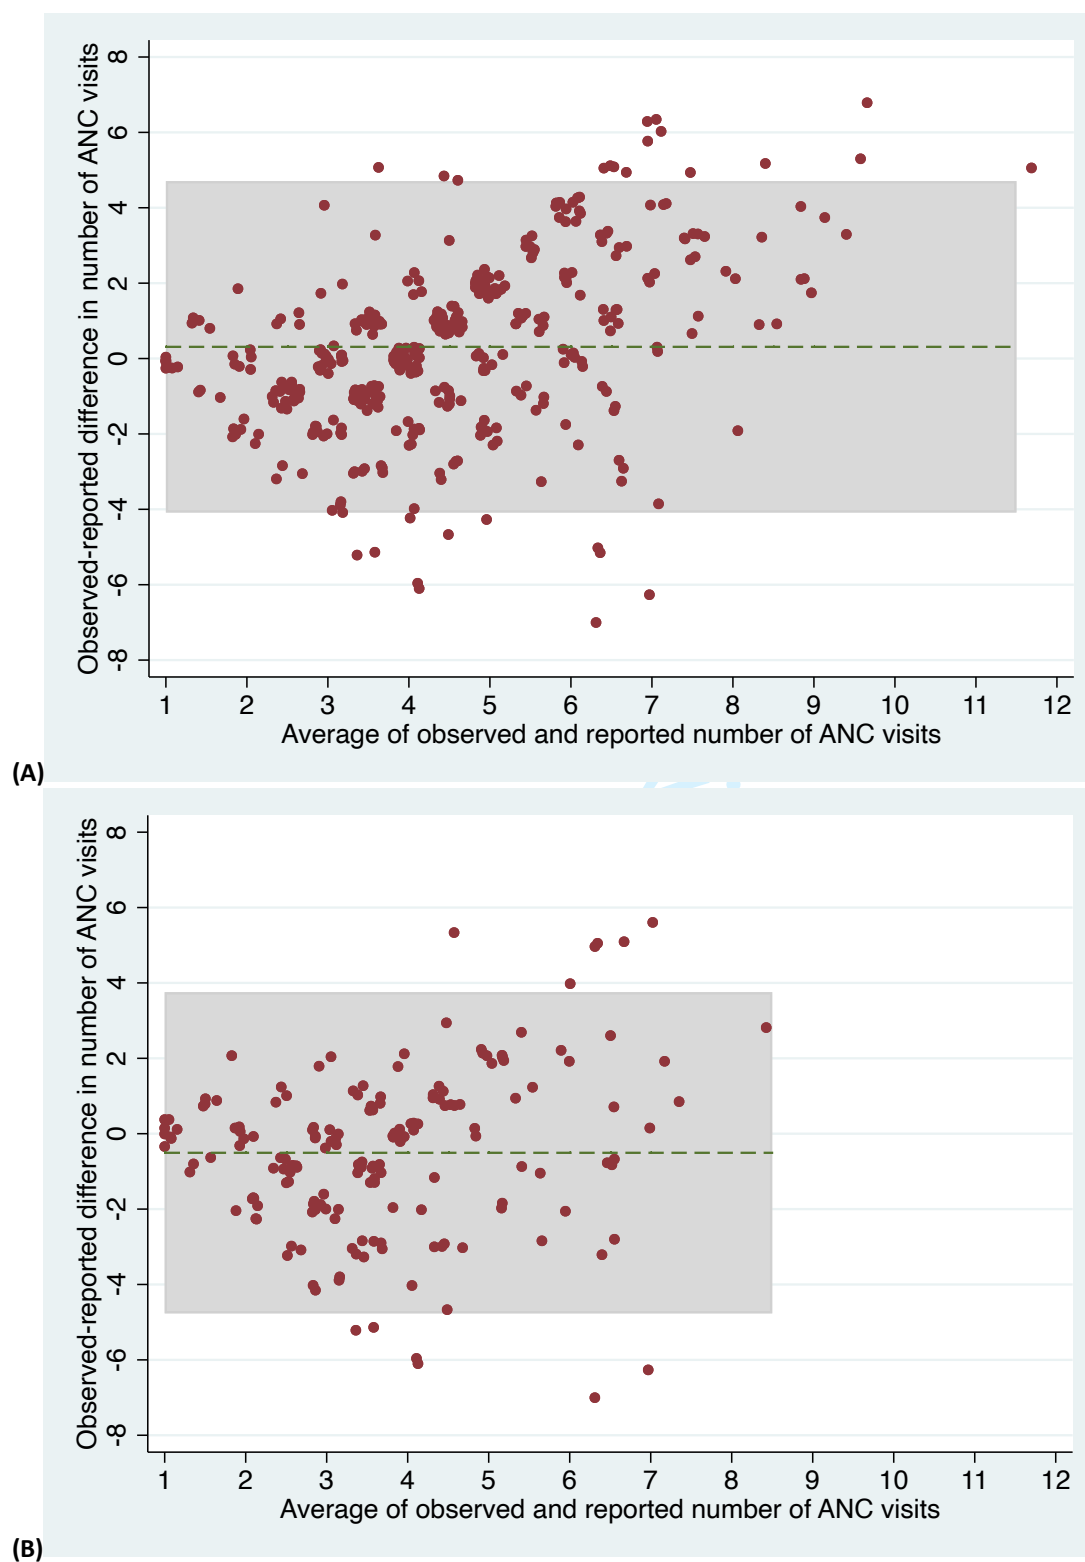 Observed-reported difference in number of ANC visits
8
6
4
2
0
-2
-4
-6
-8
1 2 3 4 5 6 7 8 9 10 11 12
Average of observed and reported number of ANC visits
(A)
Observed-reported difference in number of ANC visits
8
6
4
2
0
-2
-4
-6
-8
1 2 3 4 5 6 7 8 9 10 11 12
Average of observed and reported number of ANC visits
(B)